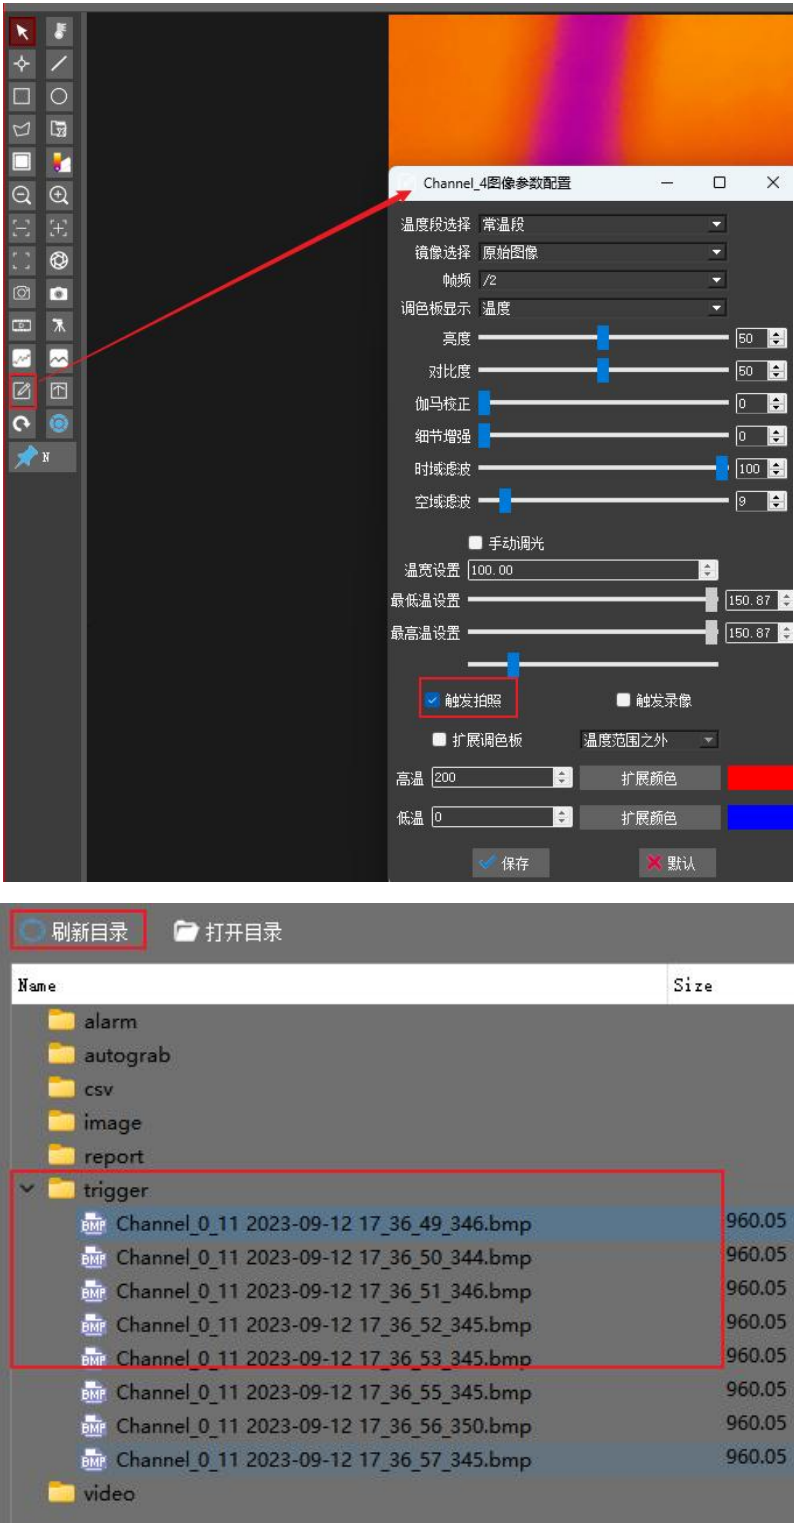 Channel_4图像参数配置
温度段选择 常温段
镜像选择 原始图像
帧频 /2
调色板显示 温度
亮度 50
对比度 50
伽马校正 0
细节增强 0
时域滤波 100
空域滤波 9
手动调光
温宽设置 100.00
最低温设置 150.87
最高温设置 150.87
触发拍照 触发录像
扩展调色板 温度范围之外
高温 200 扩展颜色
低温 0 扩展颜色
保存 默认
N
刷新目录 打开目录
Name Size
alarm
autograb
csv
image
report
trigger
BMP Channel_0_11 2023-09-12 17_36_49_346.bmp 960.05
BMP Channel_0_11 2023-09-12 17_36_50_344.bmp 960.05
BMP Channel_0_11 2023-09-12 17_36_51_346.bmp 960.05
BMP Channel_0_11 2023-09-12 17_36_52_345.bmp 960.05
BMP Channel_0_11 2023-09-12 17_36_53_345.bmp 960.05
BMP Channel_0_11 2023-09-12 17_36_55_345.bmp 960.05
BMP Channel_0_11 2023-09-12 17_36_56_350.bmp 960.05
BMP Channel_0_11 2023-09-12 17_36_57_345.bmp 960.05
video